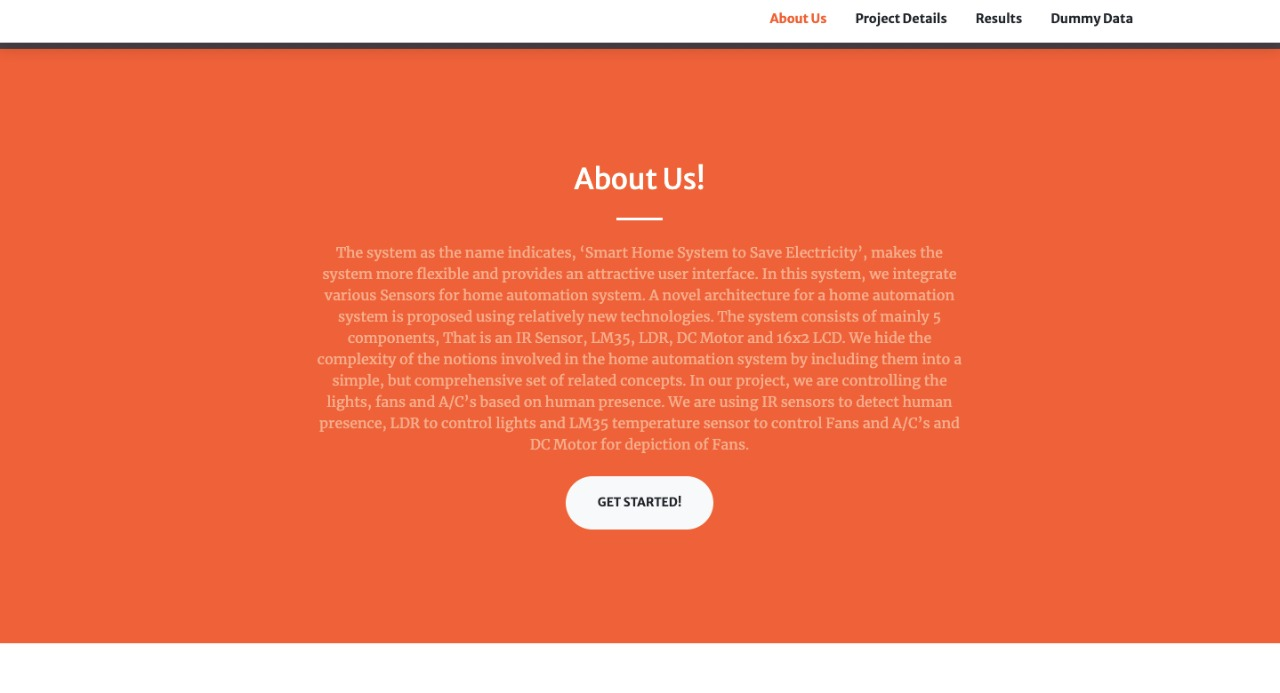 About Us Project Details Results Dummy Data
About Us!
The system as the name indicates, ‘Smart Home System to Save Electricity’, makes the
system more flexible and provides an attractive user interface. In this system, we integrate
various Sensors for home automation system. A novel architecture for a home automation
system is proposed using relatively new technologies. The system consists of mainly 5
components, That is an IR Sensor, LM35, LDR, DC Motor and 16x2 LCD. We hide the
complexity of the notions involved in the home automation system by including them into a
simple, but comprehensive set of related concepts. In our project, we are controlling the
lights, fans and A/C’s based on human presence. We are using IR sensors to detect human
presence, LDR to control lights and LM35 temperature sensor to control Fans and A/C’s and
DC Motor for depiction of Fans.
GET STARTED!